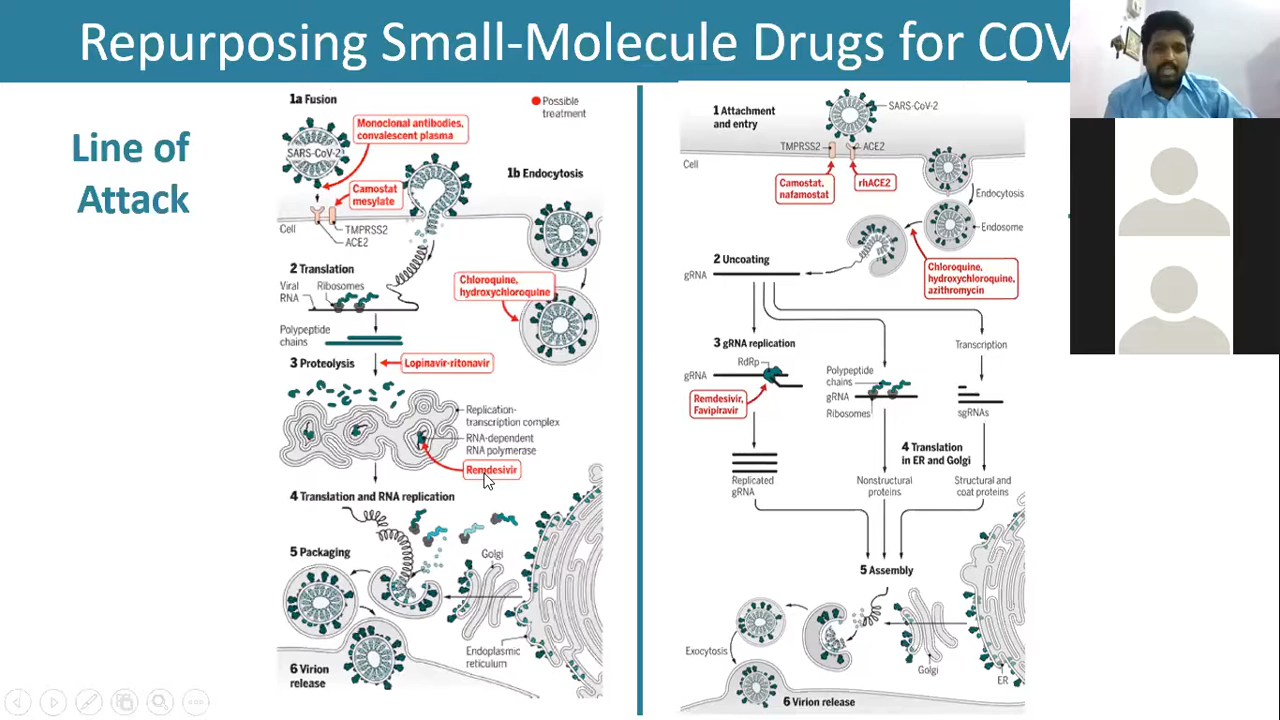 Repurposing Small-Molecule Drugs for COV
Line of
Attack
1a Fusion
Possible
treatment
Monoclonal antibodies,
convalescent plasma
SARS-CoV-2
Camostat
mesylate
1b Endocytosis
Cell
TMPRSS2
ACE2
2 Translation
Viral
RNA
Ribosomes
Chloroquine,
hydroxychloroquine
Polypeptide
chains
3 Proteolysis
Lopinavir-ritonavir
Replication-
transcription complex
RNA-dependent
RNA polymerase
Remdesivir
4 Translation and RNA replication
5 Packaging
Golgi
Endoplasmic
reticulum
6 Virion
release
1 Attachment
and entry
SARS-CoV-2
TMPRSS2
ACE2
Cell
Camostat,
nafamostat
rhACE2
Endocytosis
Endosome
2 Uncoating
gRNA
Chloroquine,
hydroxychloroquine,
azithromycin
3 gRNA replication
Transcription
RdRp
gRNA
Polypeptide
chains
gRNA
Ribosomes
Remdesivir,
Favipiravir
sgRNAs
4 Translation
in ER and Golgi
Replicated
gRNA
Nonstructural
proteins
Structural and
coat proteins
5 Assembly
Exocytosis
Golgi
ER
6 Virion release